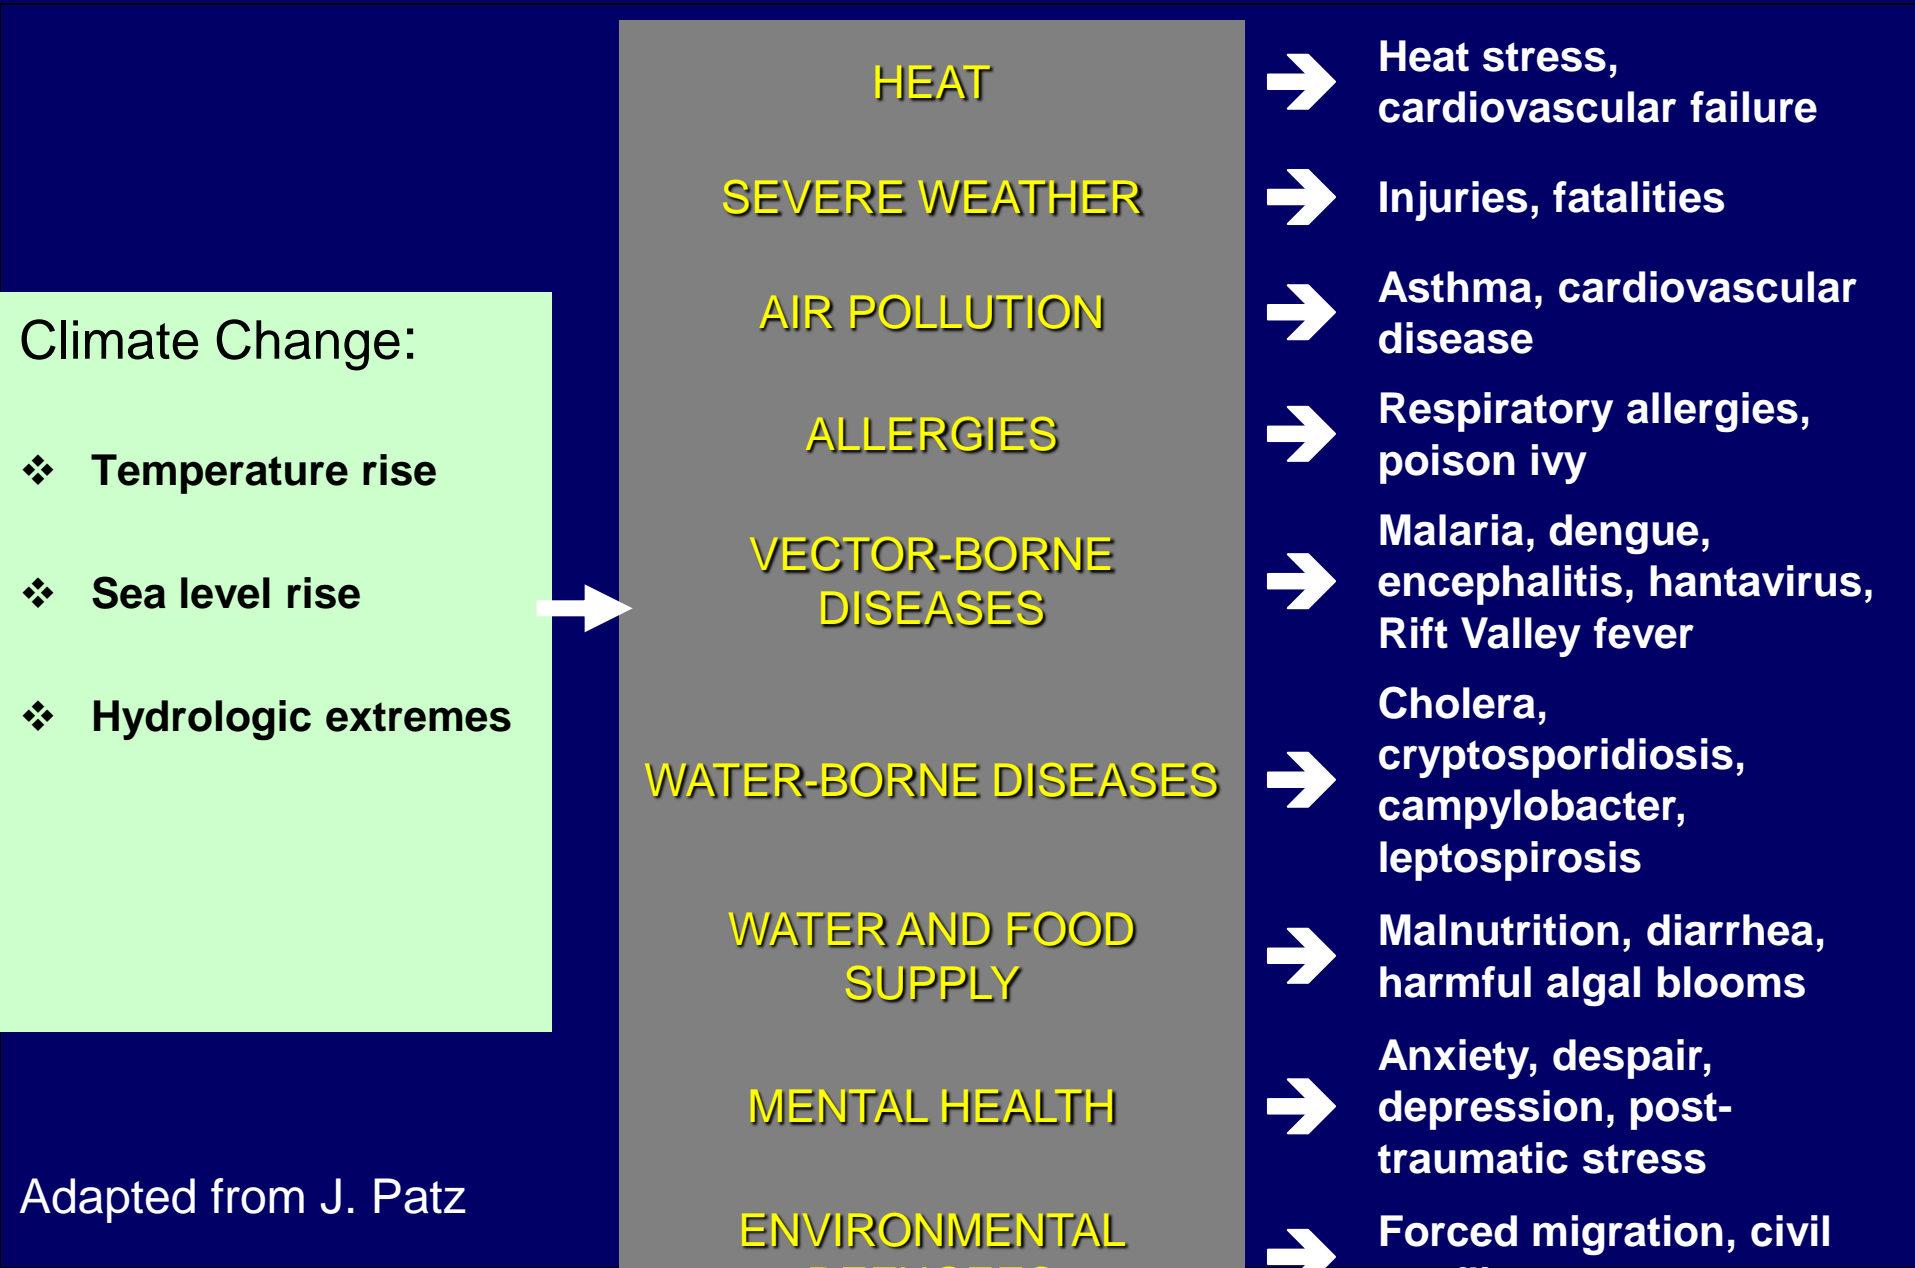 Climate Change:
❖ Temperature rise
❖ Sea level rise
❖ Hydrologic extremes
Adapted from J. Patz
HEAT
Heat stress,
cardiovascular failure
SEVERE WEATHER
Injuries, fatalities
AIR POLLUTION
Asthma, cardiovascular
disease
ALLERGIES
Respiratory allergies,
poison ivy
VECTOR-BORNE
DISEASES
Malaria, dengue,
encephalitis, hantavirus,
Rift Valley fever
WATER-BORNE DISEASES
Cholera,
cryptosporidiosis,
campylobacter,
leptospirosis
WATER AND FOOD
SUPPLY
Malnutrition, diarrhea,
harmful algal blooms
MENTAL HEALTH
Anxiety, despair,
depression, post-
traumatic stress
ENVIRONMENTAL
Forced migration, civil